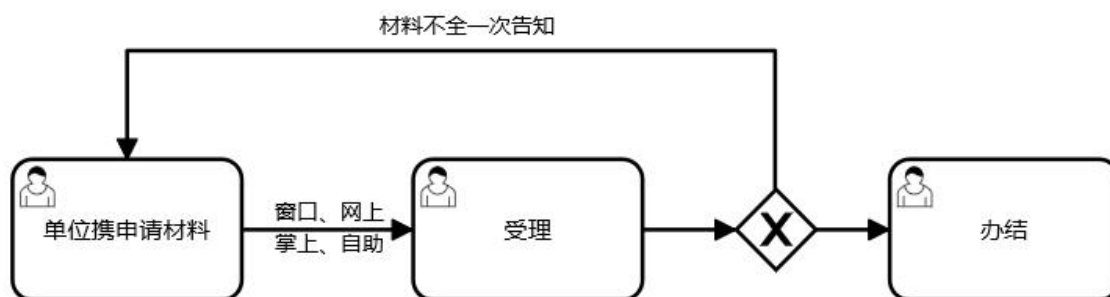 材料不全一次告知
单位携申请材料
窗口、网上
掌上、自助
受理
X
办结